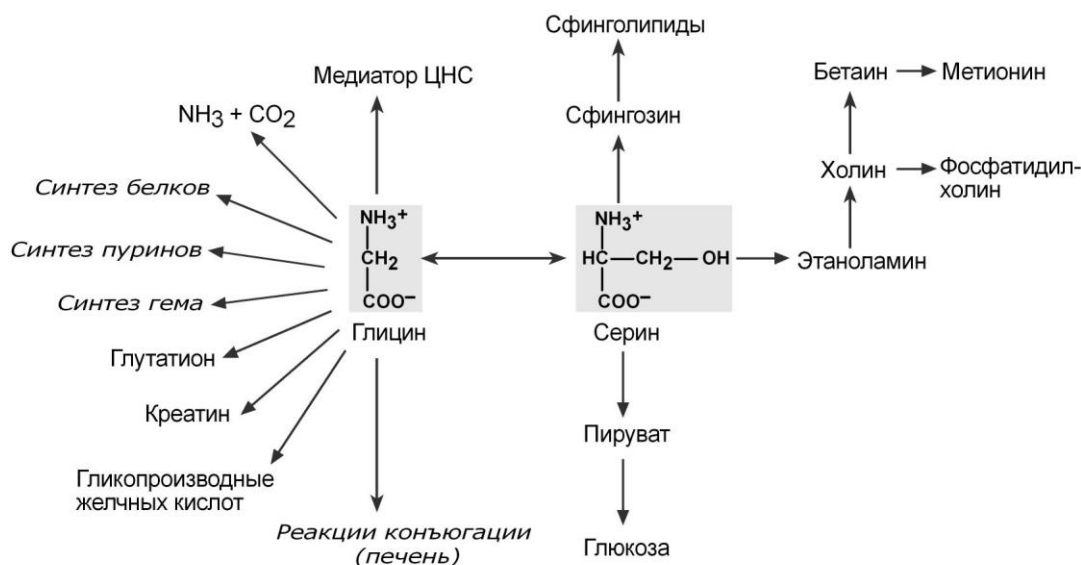 Сфинголипиды
Медиатор ЦНС
Бетаин
Метионин
NH3 + CO2
Сфингозин
Синтез белков
Холин
Фосфатидил-
холин
NH3+
CH2
COO–
NH3+
HC
CH2
OH
COO–
Синтез пуринов
Этаноламин
Синтез гема
Глицин
Серин
Глутатион
Креатин
Пируват
Гликопроизводные
желчных кислот
Реакции конъюгации
(печень)
Глюкоза